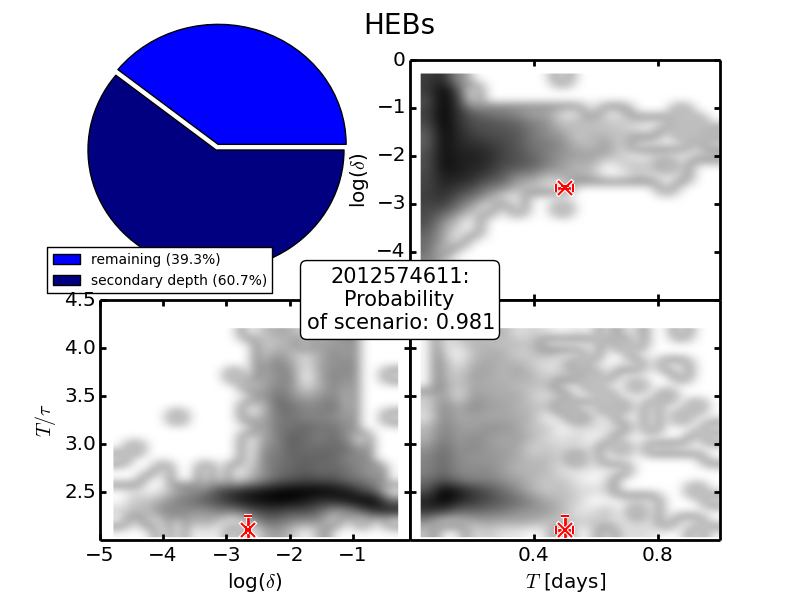 HEBs
remaining (39.3%)
secondary depth (60.7%)
log(δ)
0
−1
−2
−3
−4
2012574611:
Probability
of scenario: 0.981
T/τ
4.5
4.0
3.5
3.0
2.5
−5 −4 −3 −2 −1
log(δ)
0.4 0.8
T [days]